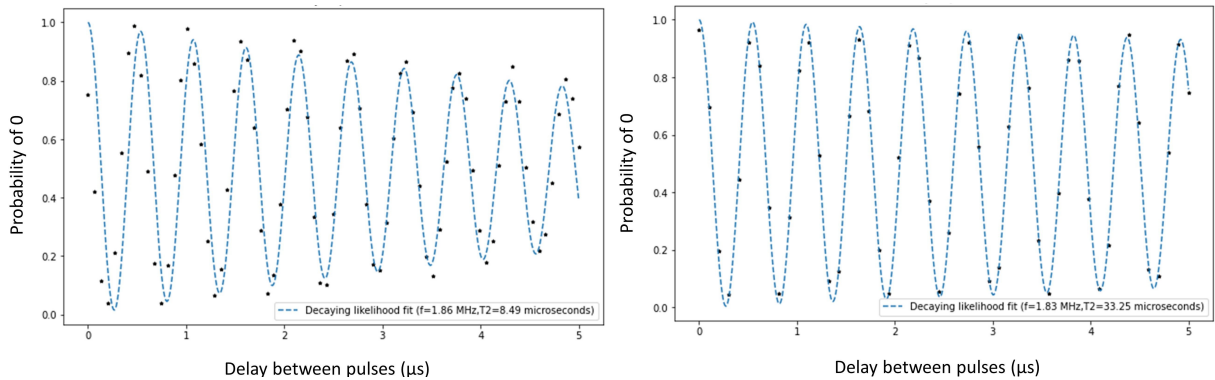 Probability of 0
1.0
0.8
0.6
0.4
0.2
0.0
Decaying likelihood fit (f=1.86 MHz,T2=8.49 microseconds)
0 1 2 3 4 5
Delay between pulses (μs)
Probability of 0
1.0
0.8
0.6
0.4
0.2
0.0
Decaying likelihood fit (f=1.83 MHz,T2=33.25 microseconds)
0 1 2 3 4 5
Delay between pulses (μs)